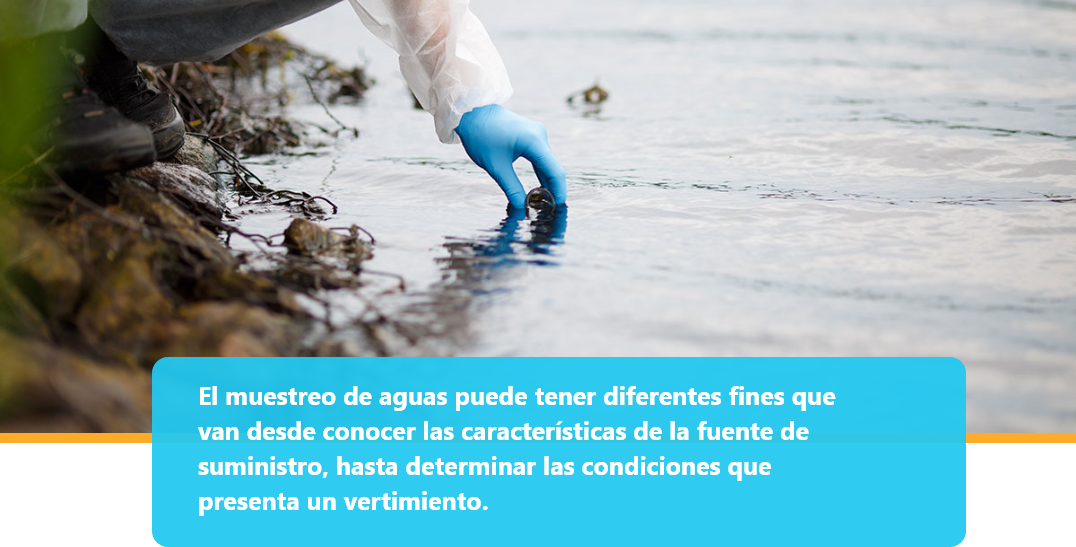 El muestreo de aguas puede tener diferentes fines que
van desde conocer las características de la fuente de
suministro, hasta determinar las condiciones que
presenta un vertimiento.